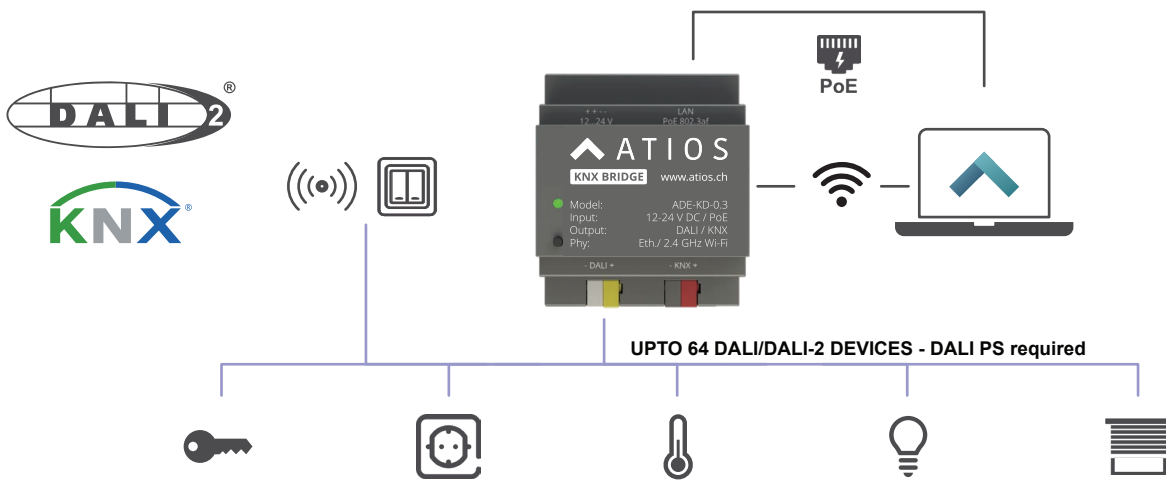 DALI 2 ®
KNX ®
PoE
+ + - - LAN
12...24 V PoE 802.3af
ATIOS
KNX BRIDGE www.atios.ch
Model: ADE-KD-0.3
Input: 12-24 V DC / PoE
Output: DALI / KNX
Phy: Eth./ 2.4 GHz Wi-Fi
- DALI + - KNX +
UPTO 64 DALI/DALI-2 DEVICES - DALI PS required